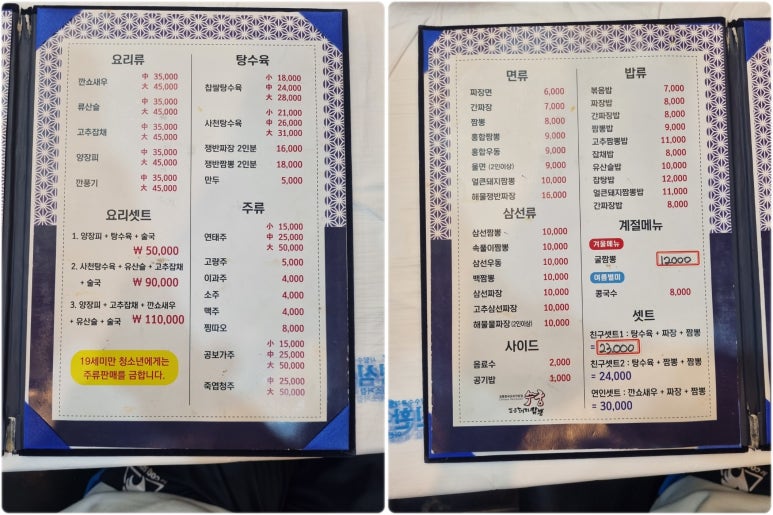 요리류
깐쇼새우
中 35,000
大 45,000
류산슬
中 35,000
大 45,000
고추잡채
中 35,000
大 45,000
양장피
中 35,000
大 45,000
깐풍기
中 35,000
大 45,000
요리셋트
1. 양장피 + 탕수육 + 술국
₩ 50,000
2. 사천탕수육 + 유산슬 + 고추잡채
+ 술국 ₩ 90,000
3. 양장피 + 고추잡채 + 깐쇼새우
+ 유산슬 + 술국 ₩ 110,000
19세미만 청소년에게는
주류판매를 금합니다.
탕수육
찹쌀탕수육
小 18,000
中 24,000
大 28,000
사천탕수육
小 21,000
中 26,000
大 31,000
쟁반짜장 2인분 16,000
쟁반짬뽕 2인분 18,000
만두 5,000
주류
연태주
小 15,000
中 25,000
大 50,000
고량주 5,000
이과주 4,000
소주 4,000
맥주 4,000
찡따오 8,000
공보가주
小 15,000
中 25,000
大 50,000
죽엽청주
中 25,000
大 50,000
면류
짜장면 6,000
간짜장 7,000
짬뽕 8,000
홍합짬뽕 9,000
홍합우동 9,000
울면 (2인이상) 9,000
얼큰돼지짬뽕 10,000
해물쟁반짜장 16,000
삼선류
삼선짬뽕 10,000
속풀이짬뽕 10,000
삼선우동 10,000
백짬뽕 10,000
삼선짜장 10,000
고추삼선짜장 10,000
해물물짜장 (2인이상) 10,000
사이드
음료수 2,000
공기밥 1,000
밥류
볶음밥 7,000
짜장밥 8,000
간짜장밥 8,000
짬뽕밥 9,000
고추짬뽕밥 11,000
잡채밥 8,000
유산슬밥 10,000
잡탕밥 12,000
얼큰돼지짬뽕밥 11,000
간짜장밥 8,000
계절메뉴
겨울메뉴
굴짬뽕 12000
여름별미
콩국수 8,000
셋트
친구셋트1 : 탕수육 + 짜장 + 짬뽕
= 23,000
친구셋트2 : 탕수육 + 짬뽕 + 짬뽕
= 24,000
연인셋트 : 깐쇼새우 + 짜장 + 짬뽕
= 30,000